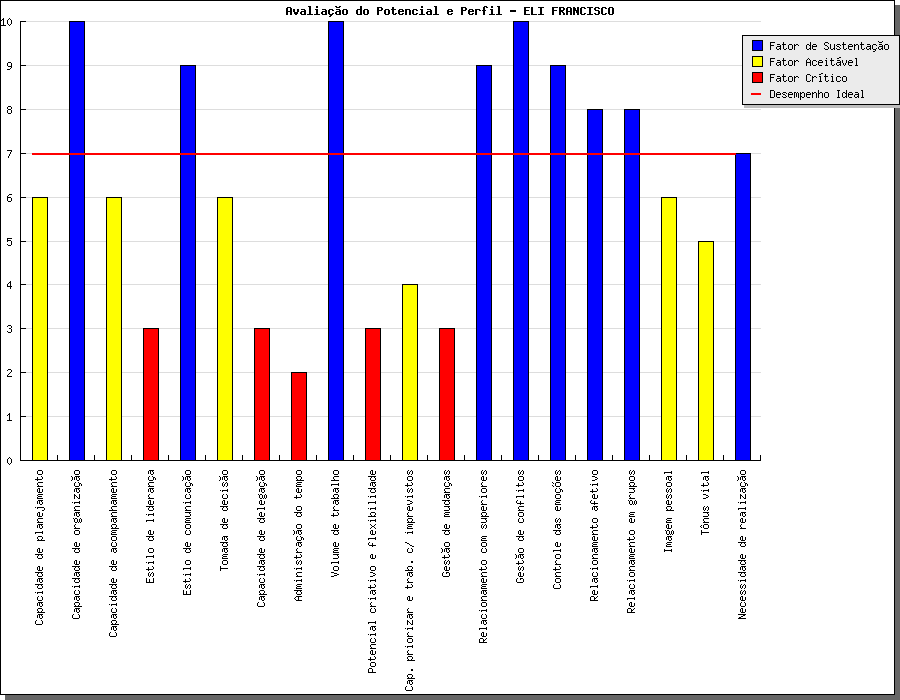 Avaliação do Potencial e Perfil - ELI FRANCISCO
Fator de Sustentação
Fator Aceitável
Fator Crítico
Desempenho Ideal
10
9
8
7
6
5
4
3
2
1
0
Capacidade de planejamento
Capacidade de organização
Capacidade de acompanhamento
Estilo de liderança
Estilo de comunicação
Tomada de decisão
Capacidade de delegação
Administração do tempo
Volume de trabalho
Potencial criativo e flexibilidade
Cap. priorizar e trab. c/ imprevistos
Gestão de mudanças
Relacionamento com superiores
Gestão de conflitos
Controle das emoções
Relacionamento afetivo
Relacionamento em grupos
Imagem pessoal
Tônus vital
Necessidade de realização